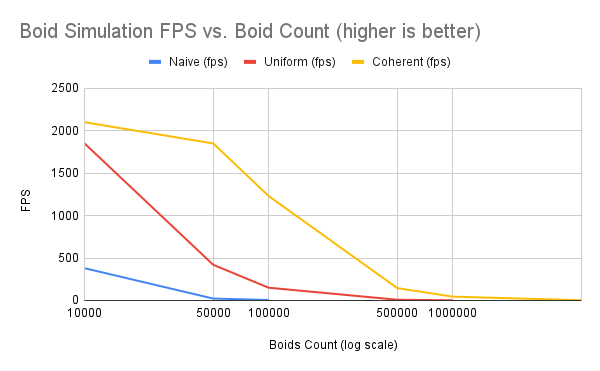 Boid Simulation FPS vs. Boid Count (higher is better)
Naive (fps) Uniform (fps) Coherent (fps)
2500
2000
1500
1000
500
0
FPS
10000 50000 100000 500000 1000000
Boids Count (log scale)